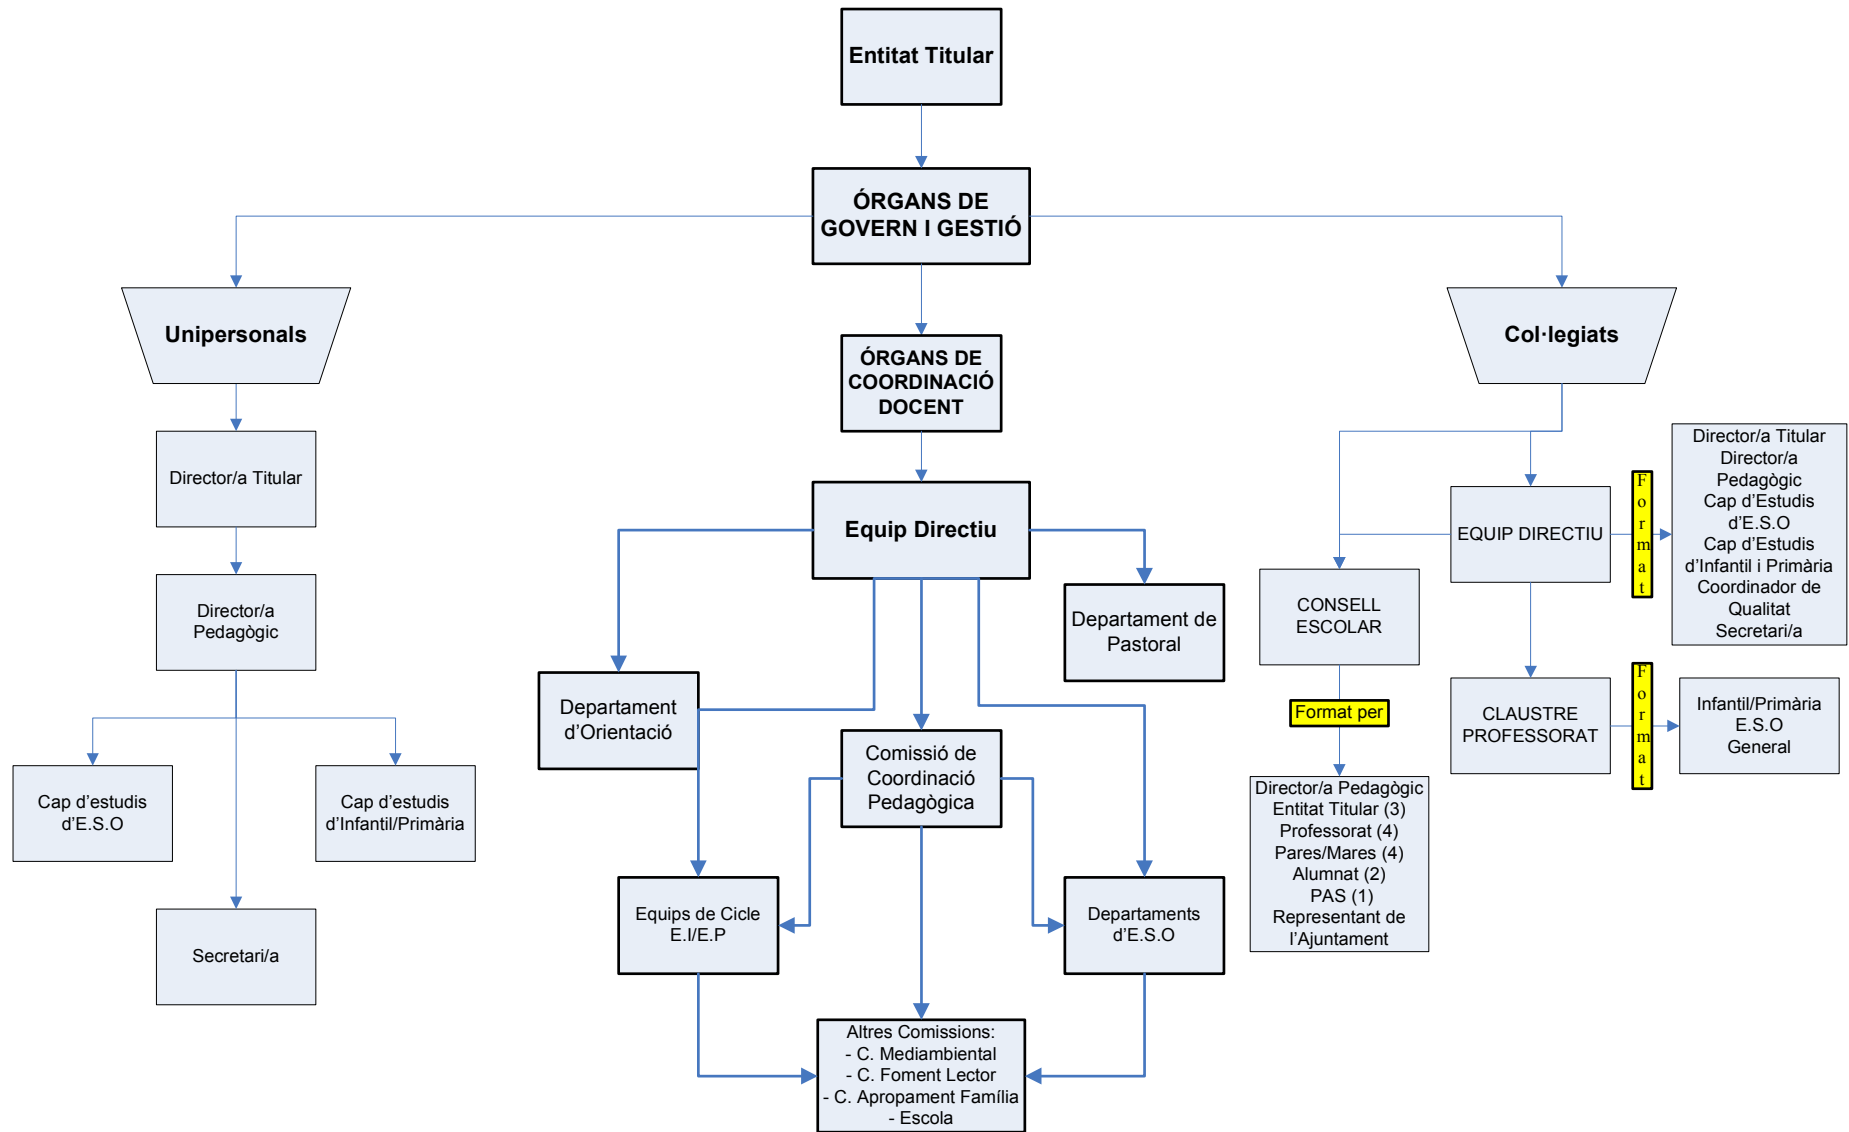 Entitat Titular
ÓRGANS DE
GOVERN I GESTIÓ
Unipersonals
Col·legiats
ÓRGANS DE
COORDINACIÓ
DOCENT
Director/a Titular
Director/a
Pedagògic
Cap d'estudis
d'E.S.O
Cap d'estudis
d'Infantil/Primària
Secretari/a
Equip Directiu
Departament
d'Orientació
Departament de
Pastoral
Comissió de
Coordinació
Pedagògica
Equips de Cicle
E.I/E.P
Departaments
d'E.S.O
Altres Comissions:
- C. Mediambiental
- C. Foment Lector
- C. Apropament Família
- Escola
EQUIP DIRECTIU
Format
Director/a Titular
Director/a
Pedagògic
Cap d'Estudis
d'E.S.O
Cap d'Estudis
d'Infantil i Primària
Coordinador de
Qualitat
Secretari/a
CONSELL
ESCOLAR
Format per
Director/a Pedagògic
Entitat Titular (3)
Professorat (4)
Pares/Mares (4)
Alumnat (2)
PAS (1)
Representant de
l'Ajuntament
CLAUSTRE
PROFESSORAT
Format
Infantil/Primària
E.S.O
General